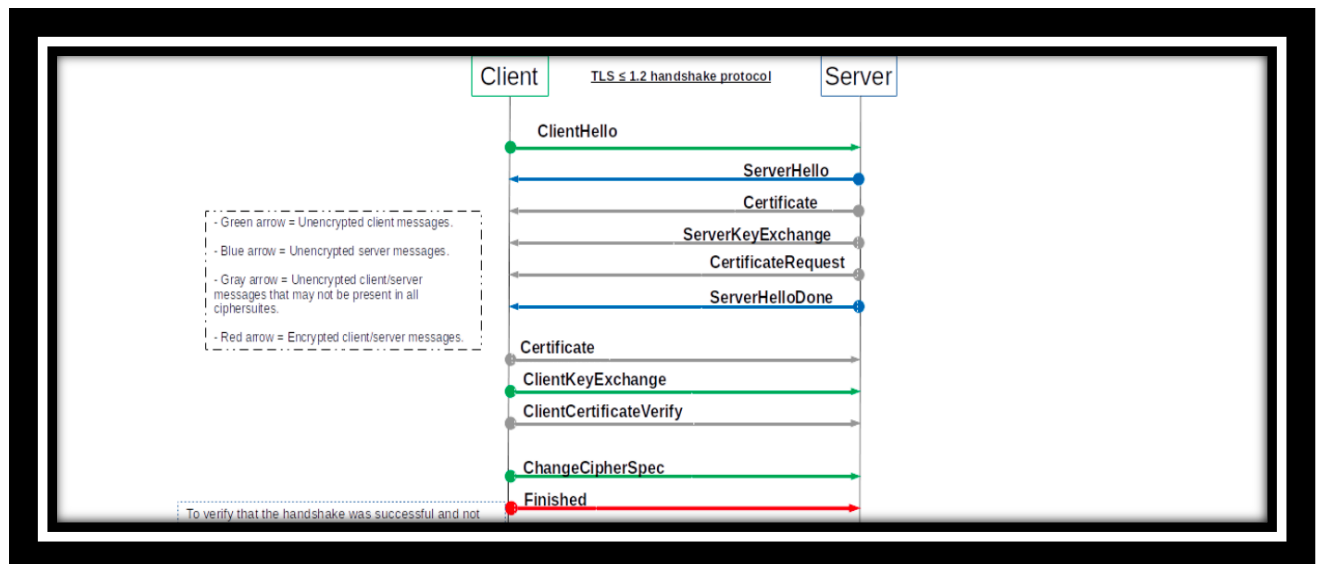 Client
TLS ≤ 1.2 handshake protocol
Server
ClientHello
ServerHello
Certificate
ServerKeyExchange
CertificateRequest
ServerHelloDone
- Green arrow = Unencrypted client messages.
- Blue arrow = Unencrypted server messages.
- Gray arrow = Unencrypted client/server
messages that may not be present in all
ciphersuites.
- Red arrow = Encrypted client/server messages.
Certificate
ClientKeyExchange
ClientCertificateVerify
ChangeCipherSpec
Finished
To verify that the handshake was successful and not